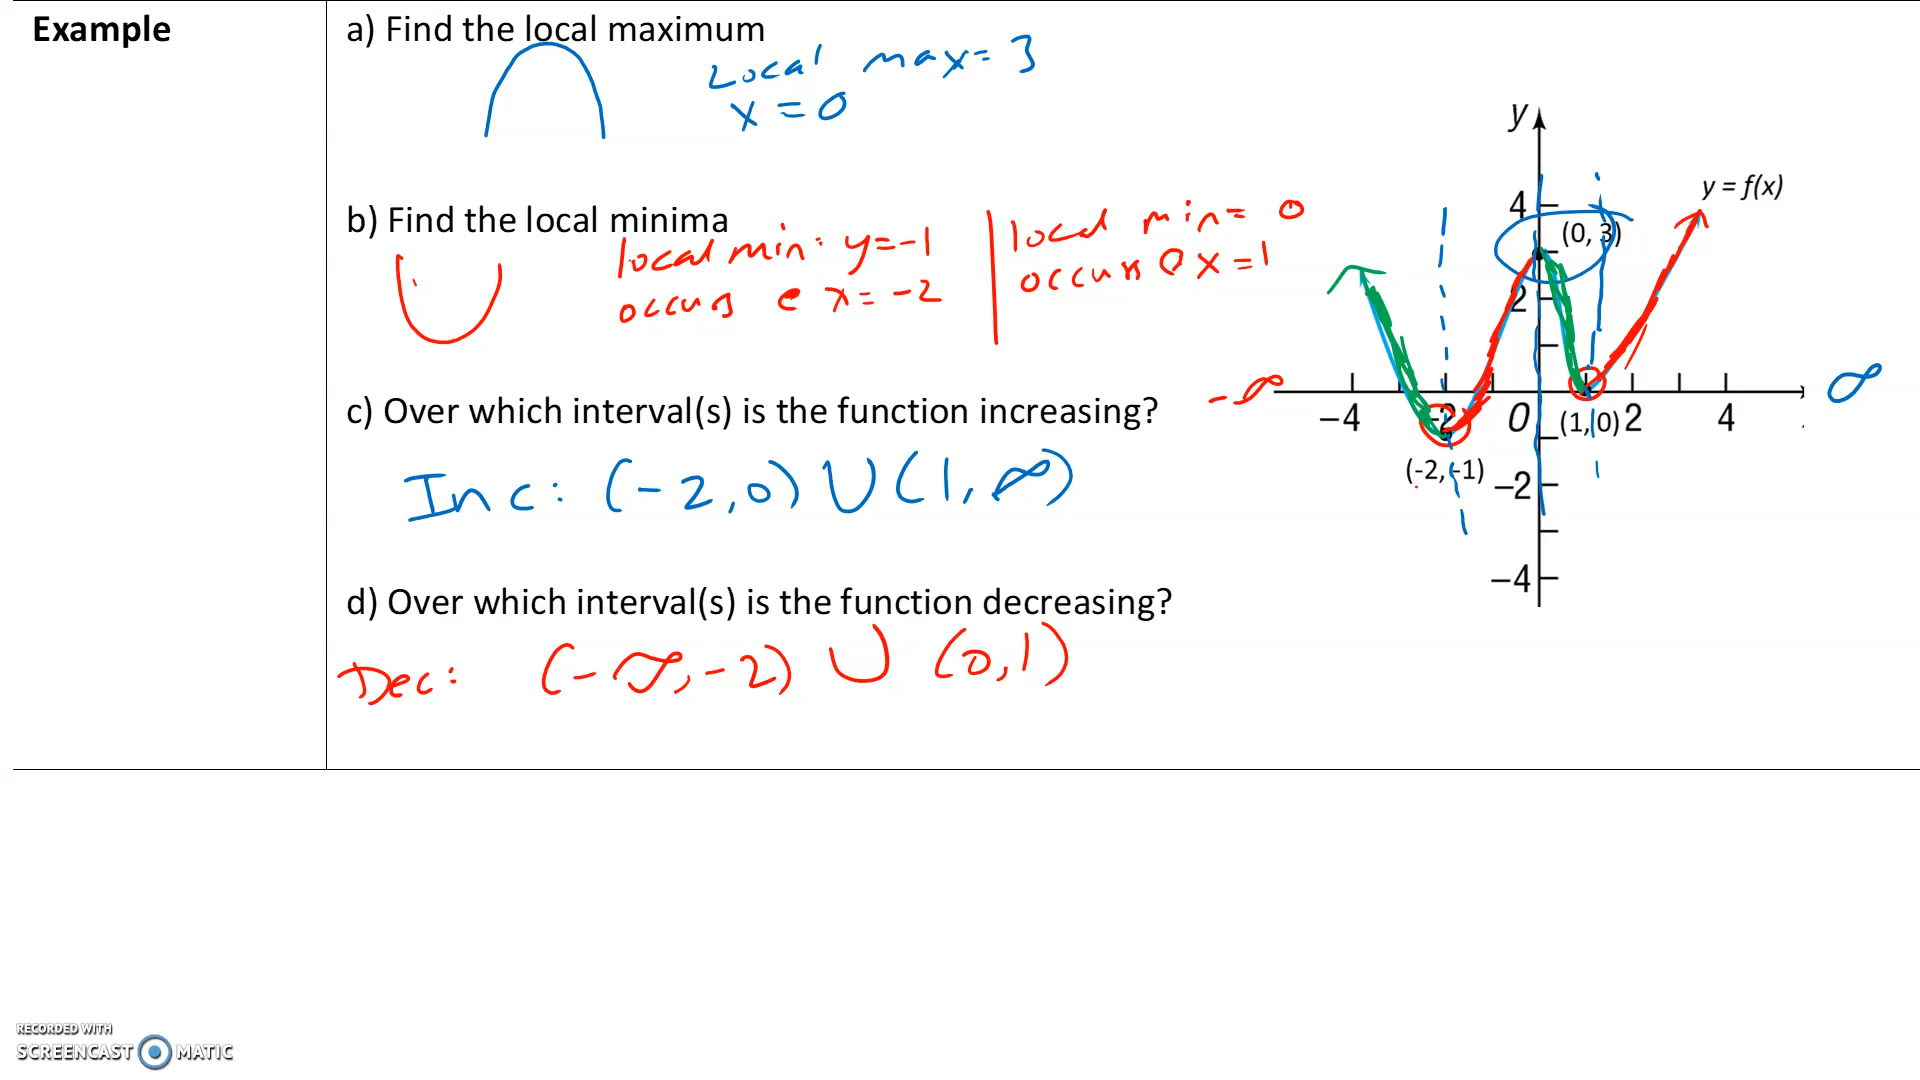 Example
a) Find the local maximum
Local max = 3
x = 0
b) Find the local minima
local min: y = -1
occurs @ x = -2
local min = 0
occurs @ x = 1
c) Over which interval(s) is the function increasing?
Inc: (-2, 0) ∪ (1, ∞)
d) Over which interval(s) is the function decreasing?
Dec: (-∞, -2) ∪ (0, 1)
y
y = f(x)
4
(0, 3)
2
-∞
∞
−4
−2
0
(1, 0)
2
4
(-2, -1)
−2
−4
RECORDED WITH
SCREENCAST MATIC